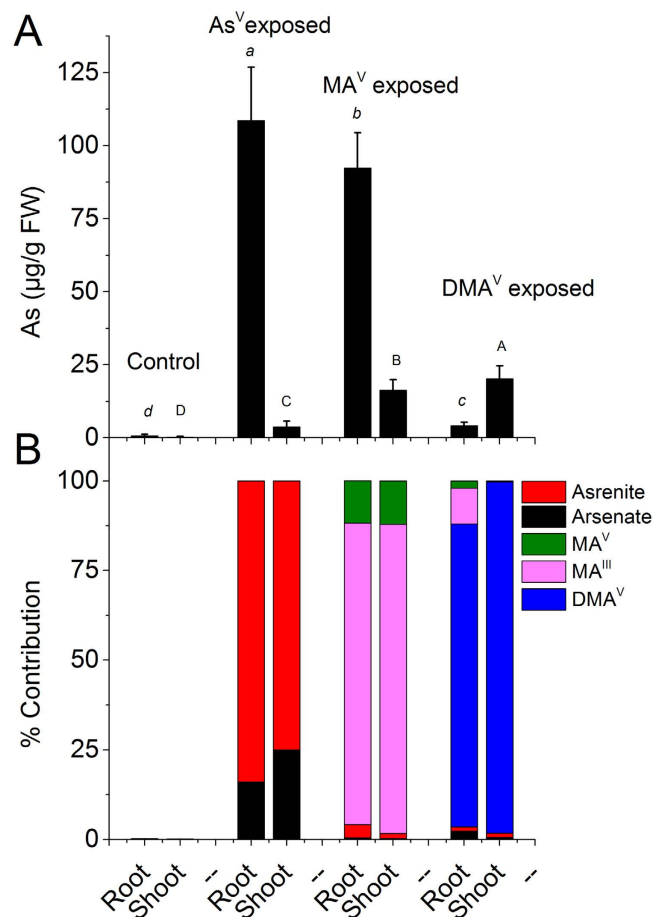 A
As^V exposed
a
MA^V exposed
b
125
100
75
50
25
0
As (µg/g FW)
DMA^V exposed
Control
d
D
C
B
c
A
B
100
75
50
25
0
% Contribution
Asrenite
Arsenate
MA^V
MA^III
DMA^V
Root
Shoot
--
Root
Shoot
--
Root
Shoot
--
Root
Shoot
--